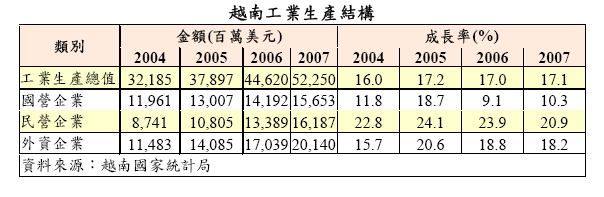 越南工業生產結構
類別 金額(百萬美元) 成長率(%)
2004 2005 2006 2007 2004 2005 2006 2007
工業生產總值 32,185 37,897 44,620 52,250 16.0 17.2 17.0 17.1
國營企業 11,961 13,007 14,192 15,653 11.8 18.7 9.1 10.3
民營企業 8,741 10,805 13,389 16,187 22.8 24.1 23.9 20.9
外資企業 11,483 14,085 17,039 20,140 15.7 20.6 18.8 18.2
資料來源：越南國家統計局